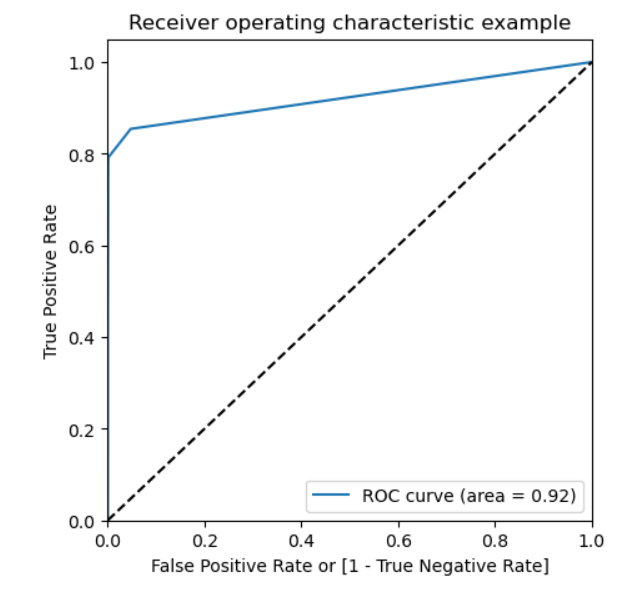 Receiver operating characteristic example
1.0
0.8
0.6
0.4
0.2
0.0
True Positive Rate
ROC curve (area = 0.92)
0.0 0.2 0.4 0.6 0.8 1.0
False Positive Rate or [1 - True Negative Rate]